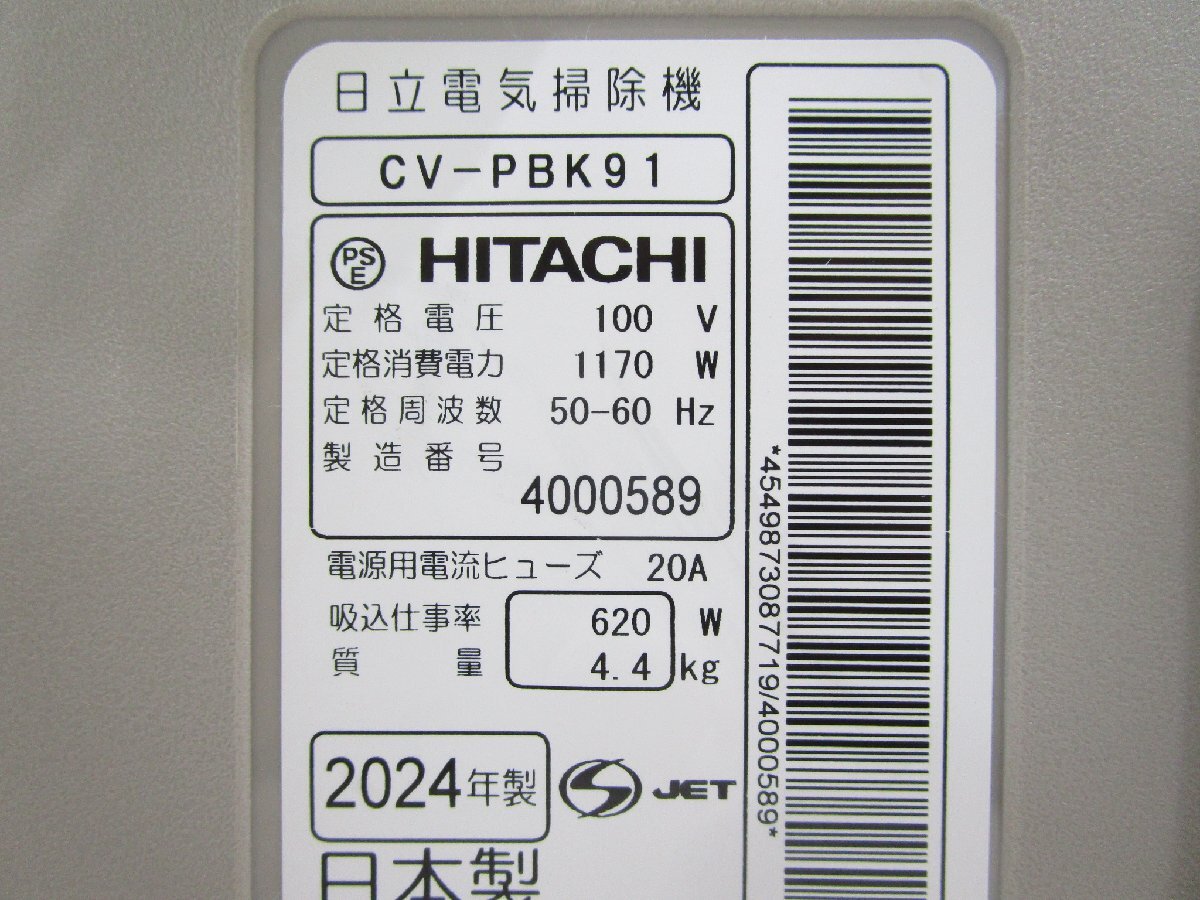 日立電気掃除機
CV-PBK91
PS
E
HITACHI
定格電圧 100 V
定格消費電力 1170 W
定格周波数 50-60 Hz
製造番号
4000589
電源用電流ヒューズ 20A
吸込仕事率 620 W
質量 4.4 kg
2024年製
S JET
日本製
*4549873087719/4000589*